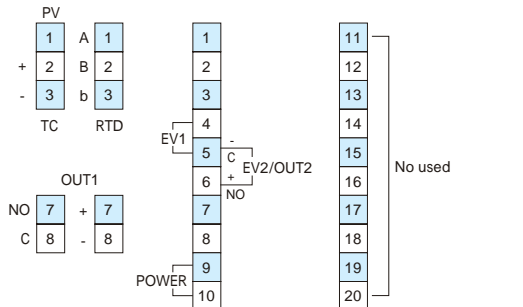 PV
1 A 1
+ 2 B 2
- 3 b 3
TC RTD
OUT1
NO 7 + 7
C 8 - 8
1
2
3
4
EV1
5 -
C
EV2/OUT2
6 +
NO
7
8
9
POWER
10
11
12
13
14
15
16
No used
17
18
19
20